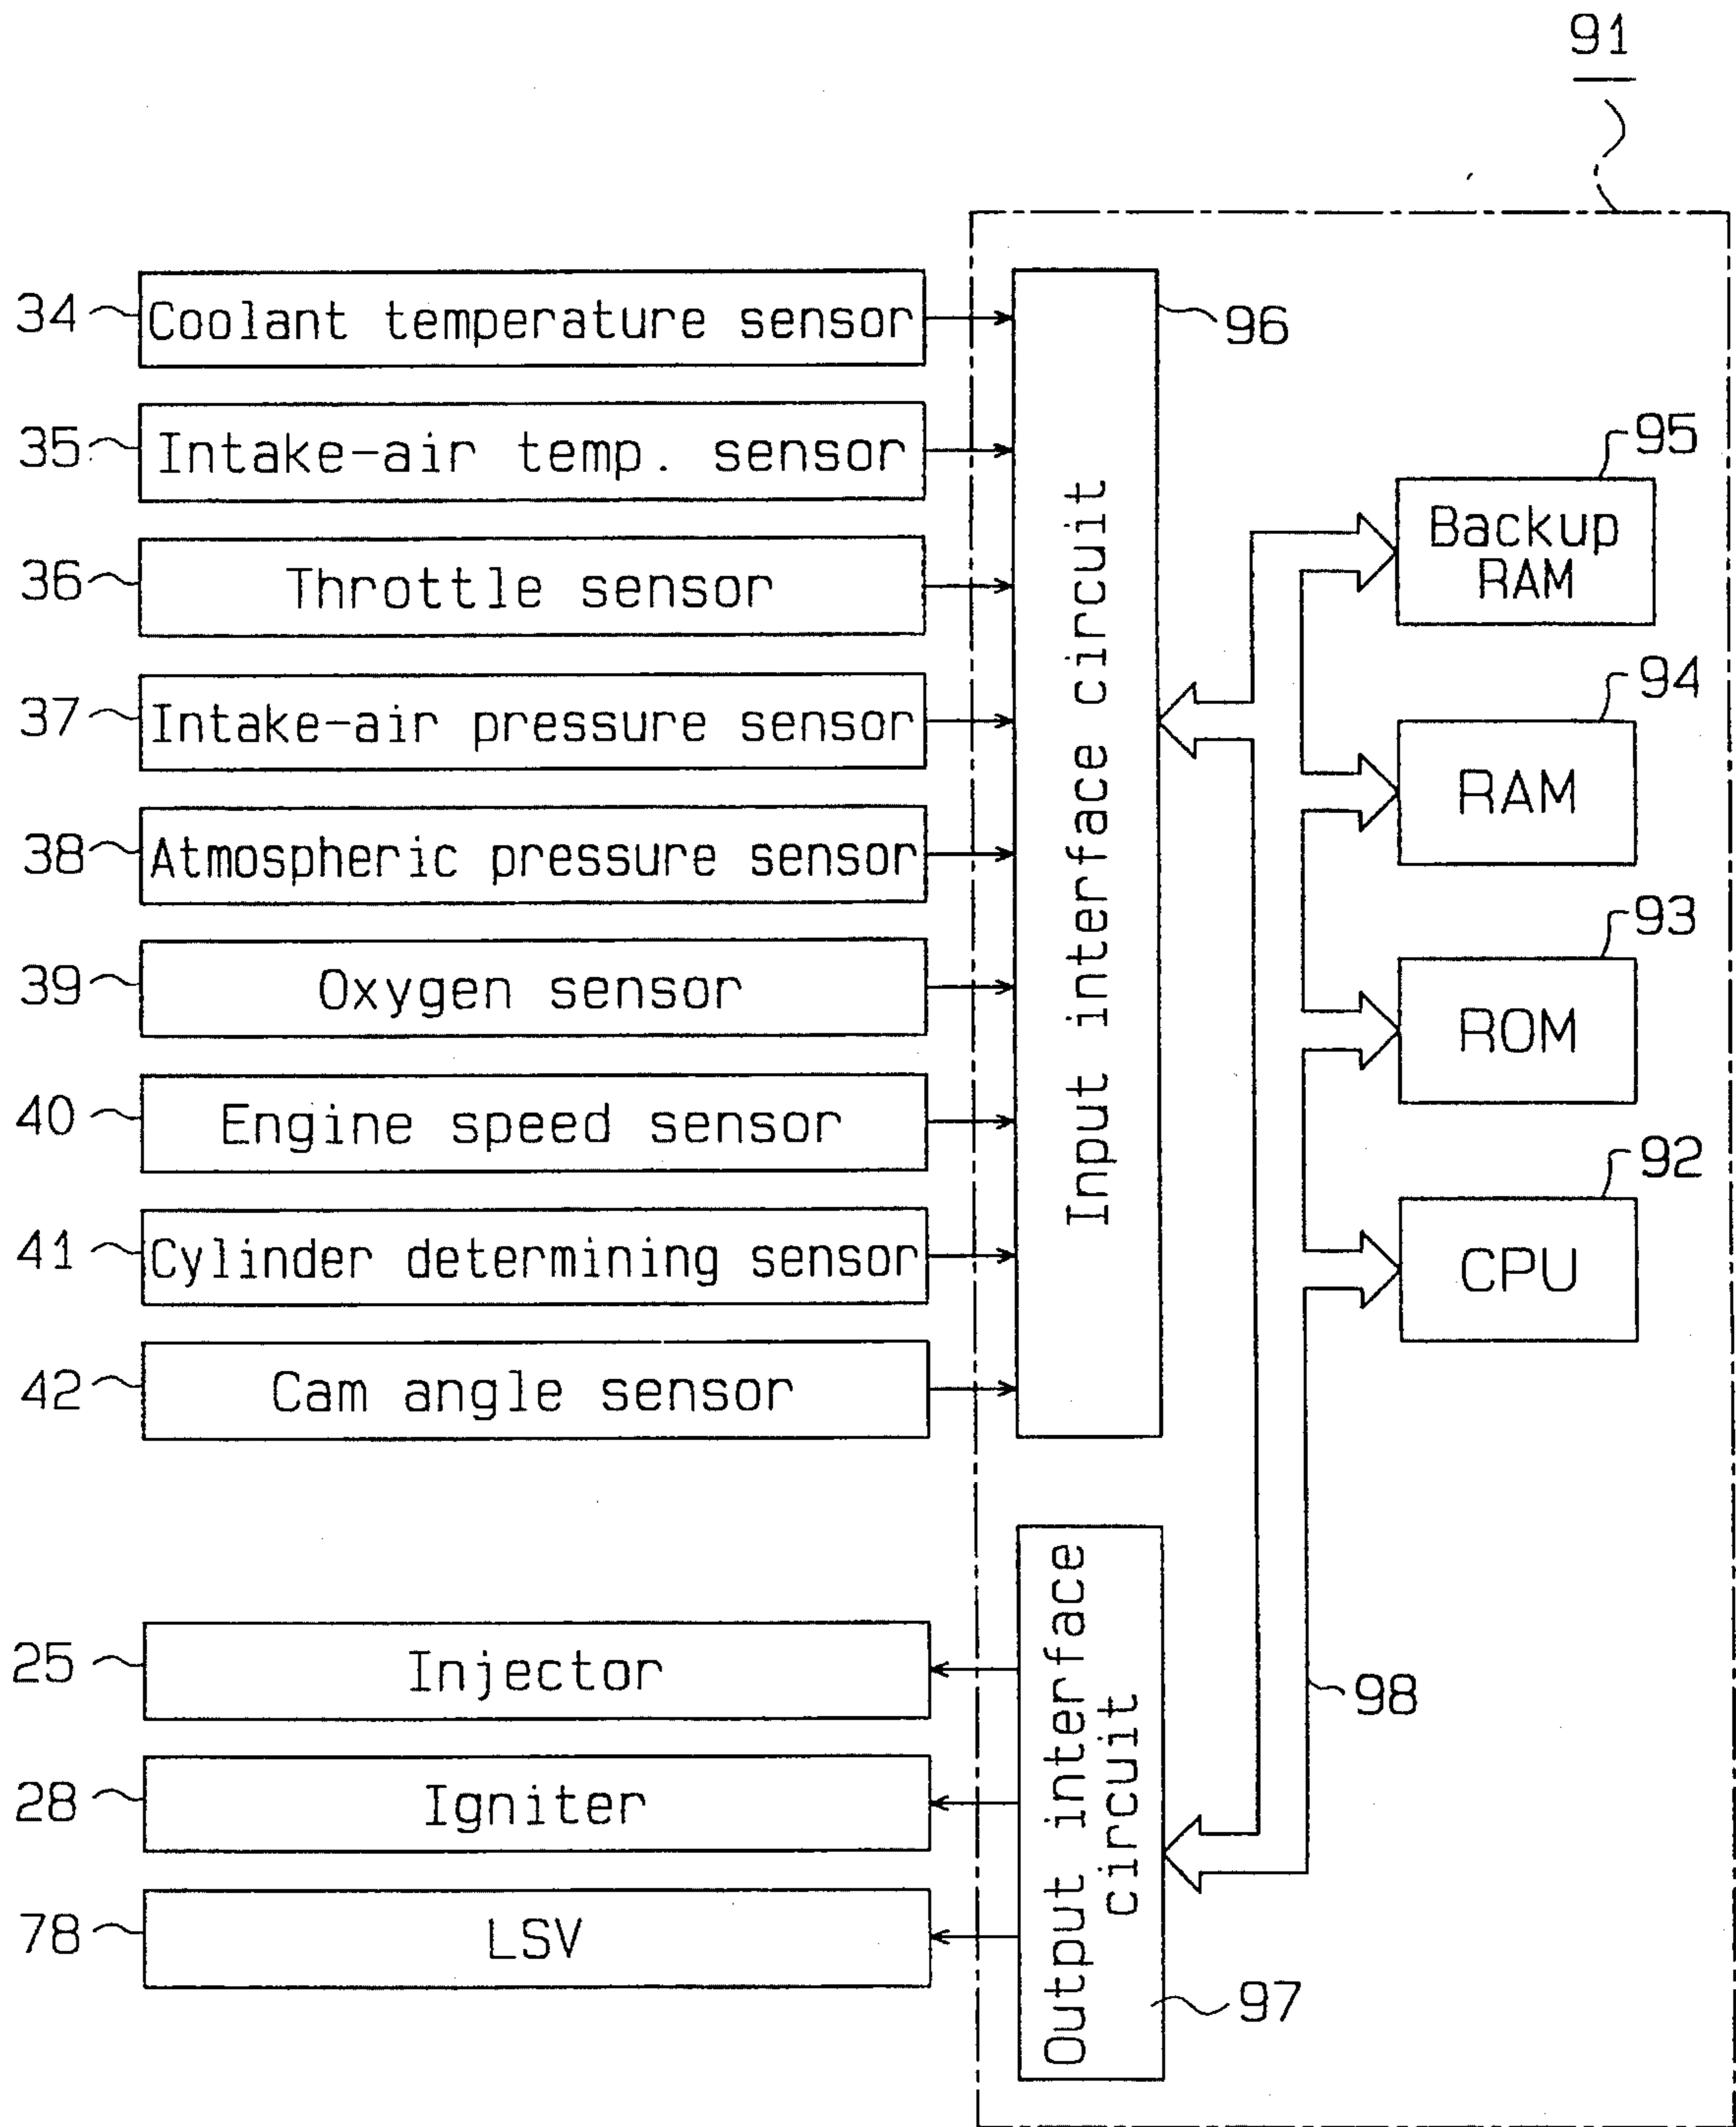 91
34 Coolant temperature sensor
96
35 Intake-air temp. sensor
95
Backup
RAM
36 Throttle sensor
37 Intake-air pressure sensor
94
RAM
38 Atmospheric pressure sensor
39 Oxygen sensor
93
ROM
40 Engine speed sensor
41 Cylinder determining sensor
92
CPU
42 Cam angle sensor
Input interface circuit
25 Injector
98
28 Igniter
78 LSV
Output interface
circuit
97